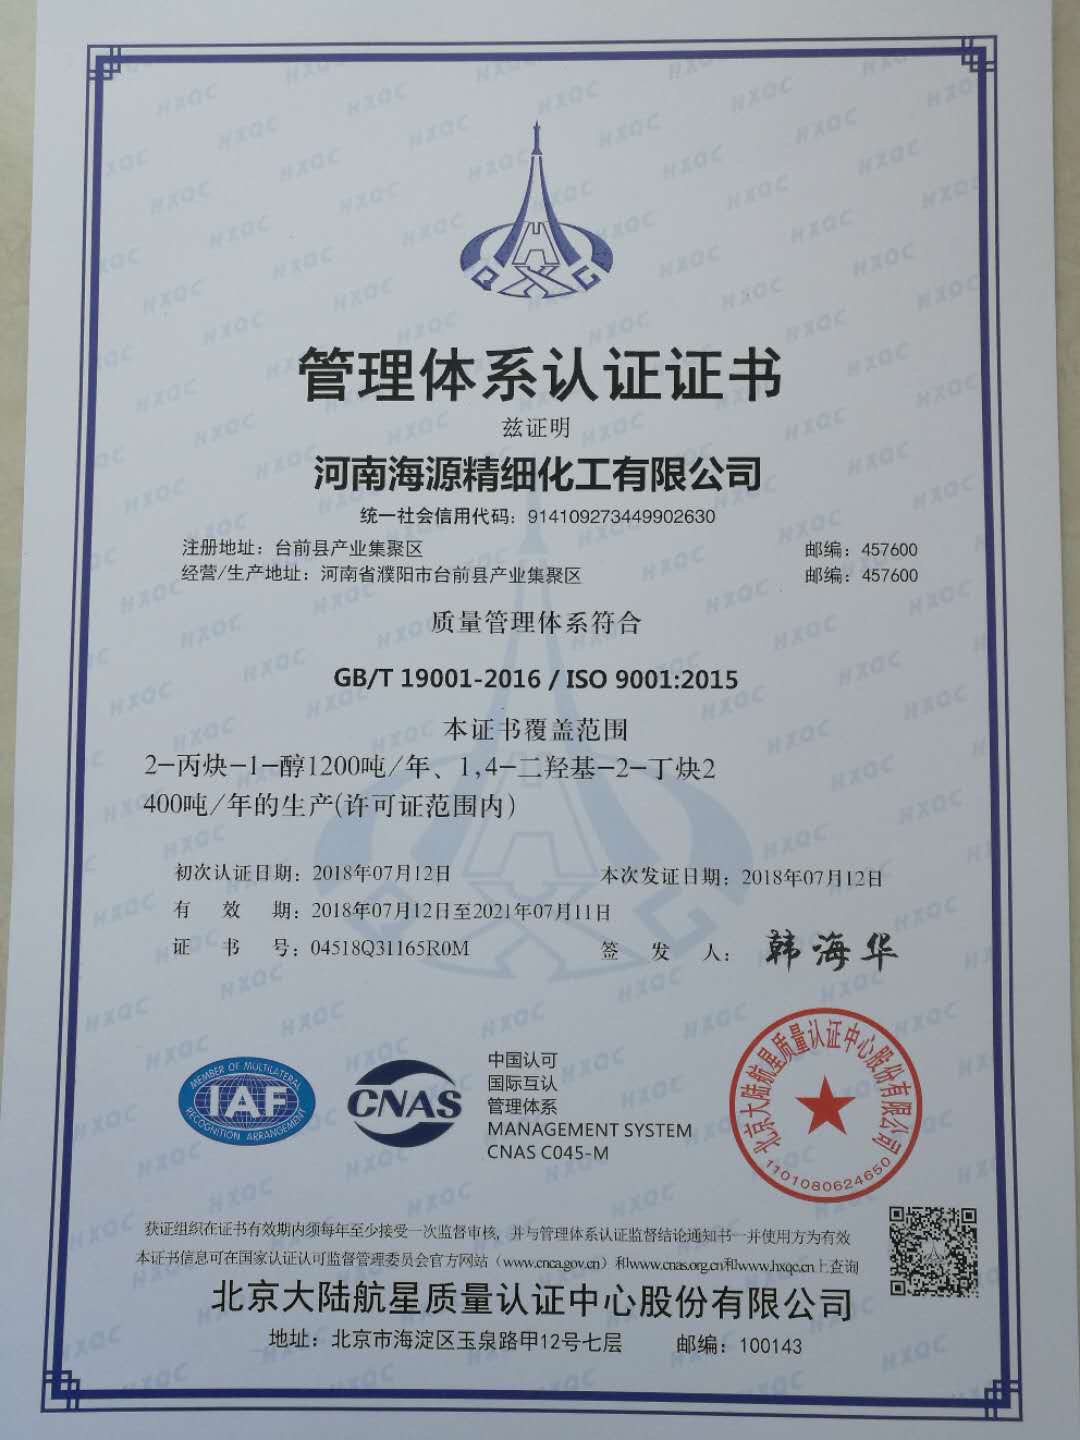 管理体系认证证书
兹证明
河南海源精细化工有限公司
统一社会信用代码：914109273449902630
注册地址：台前县产业集聚区 邮编：457600
经营/生产地址：河南省濮阳市台前县产业集聚区 邮编：457600
质量管理体系符合
GB/T 19001-2016 / ISO 9001:2015
本证书覆盖范围
2-丙炔-1-醇1200吨/年、1,4-二羟基-2-丁炔2
400吨/年的生产(许可证范围内)
初次认证日期：2018年07月12日 本次发证日期：2018年07月12日
有 效 期：2018年07月12日至2021年07月11日
证 书 号：04518Q31165R0M 签 发 人：韩海华
MEMBER OF MULTILATERAL
IAF
RECOGNITION ARRANGEMENT
CNAS
中国认可
国际互认
管理体系
MANAGEMENT SYSTEM
CNAS C045-M
北京大陆航星质量认证中心股份有限公司
1101080624650
获证组织在证书有效期内须每年至少接受一次监督审核，并与管理体系认证监督结论通知书一并使用方为有效
本证书信息可在国家认证认可监督管理委员会官方网站（www.cnca.gov.cn）和www.cnas.org.cn和www.hxqc.cn上查询
北京大陆航星质量认证中心股份有限公司
地址：北京市海淀区玉泉路甲12号七层 邮编：100143